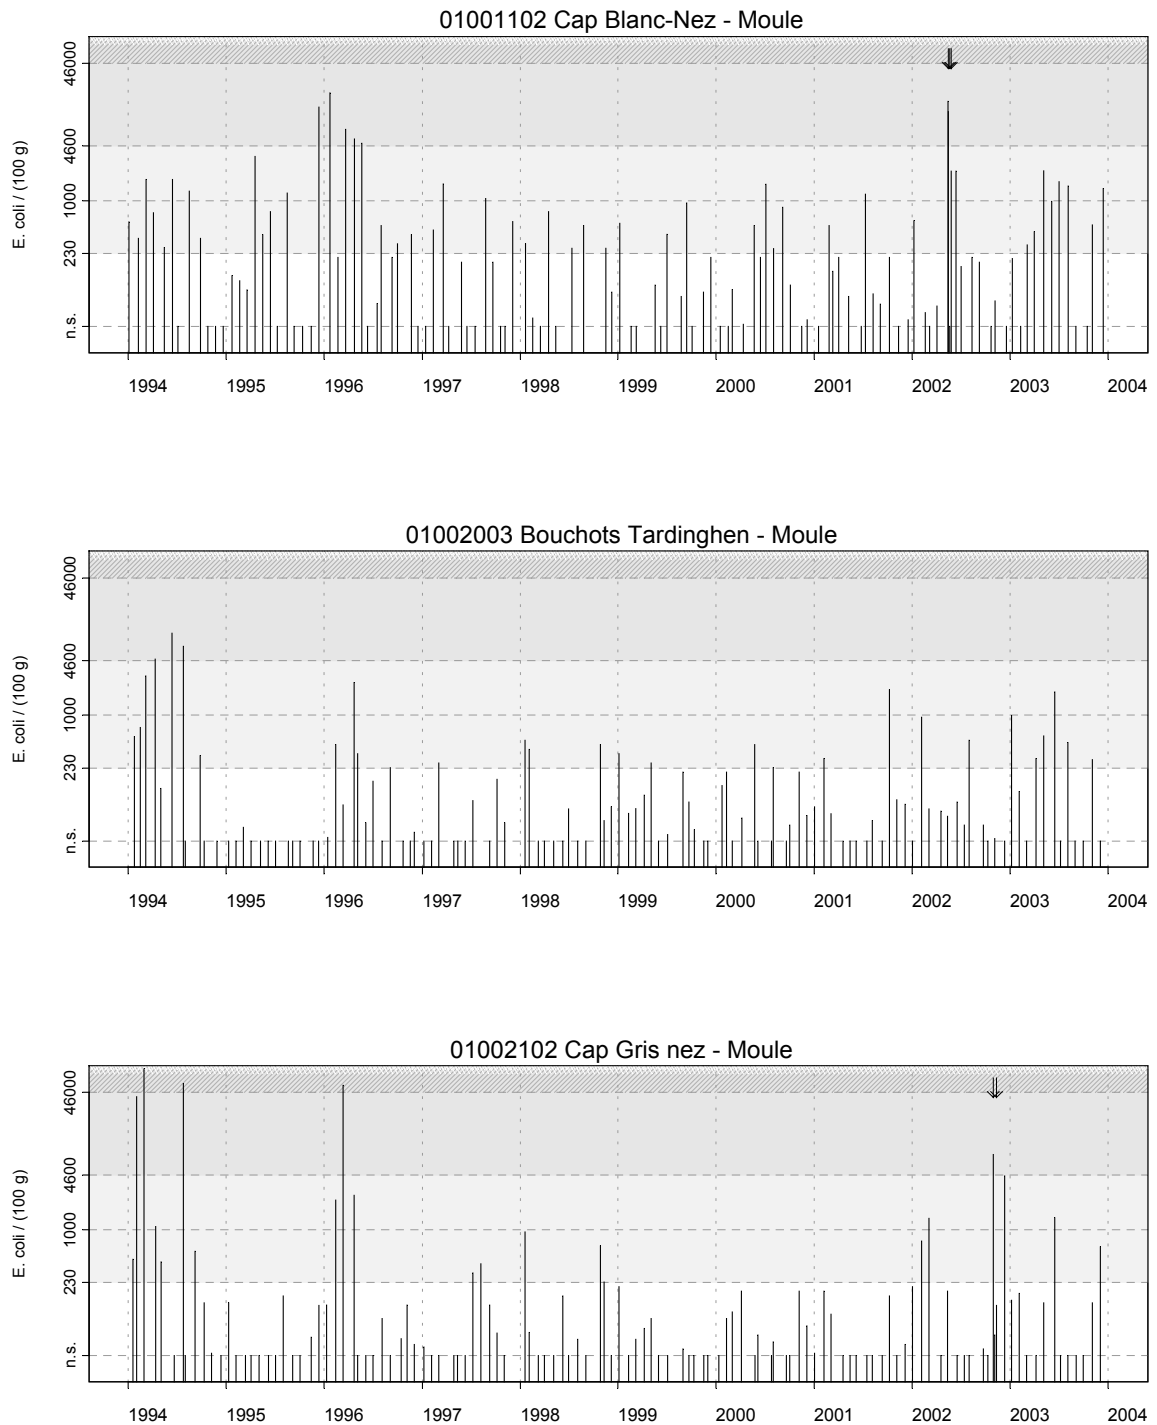 01001102 Cap Blanc-Nez - Moule
E. coli / (100 g)
46000
4600
1000
230
n.s.
1994 1995 1996 1997 1998 1999 2000 2001 2002 2003 2004
01002003 Bouchots Tardinghen - Moule
E. coli / (100 g)
46000
4600
1000
230
n.s.
1994 1995 1996 1997 1998 1999 2000 2001 2002 2003 2004
01002102 Cap Gris nez - Moule
E. coli / (100 g)
46000
4600
1000
230
n.s.
1994 1995 1996 1997 1998 1999 2000 2001 2002 2003 2004